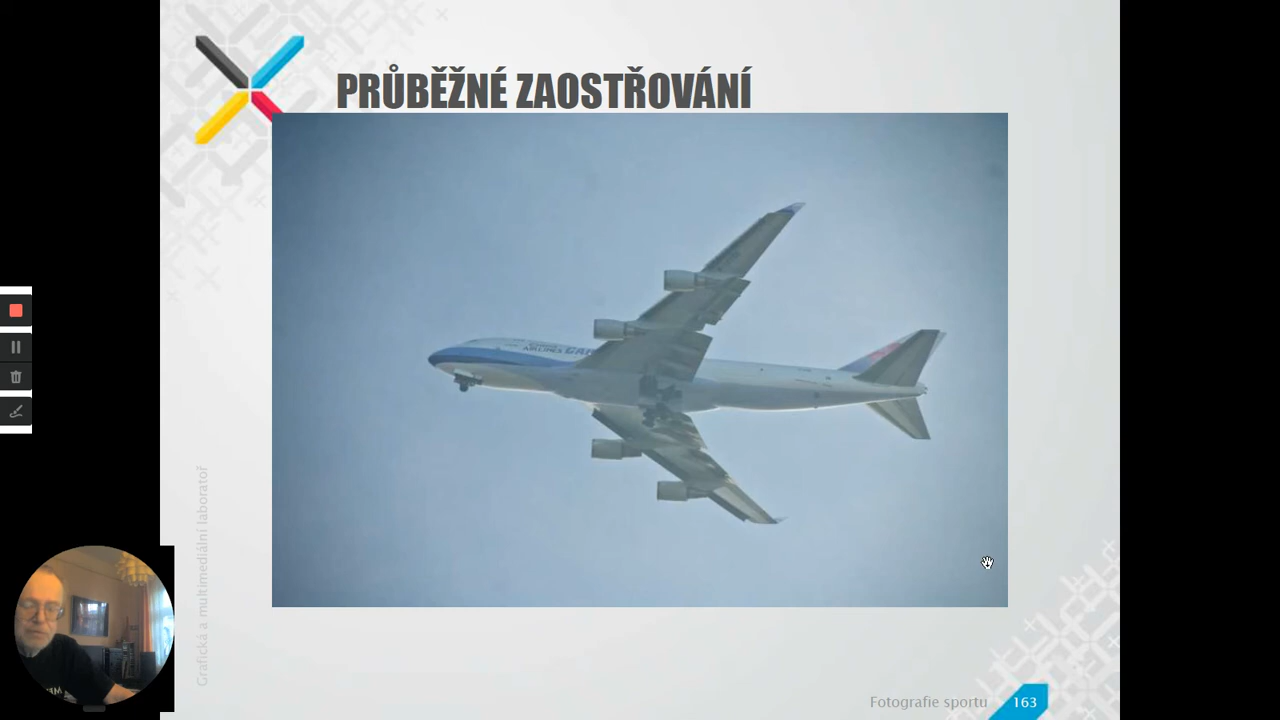 PRŮBĚŽNÉ ZAOSTŘOVÁNÍ
AIRLINES
Grafická a multimediální laboratoř
Fotografie sportu 163